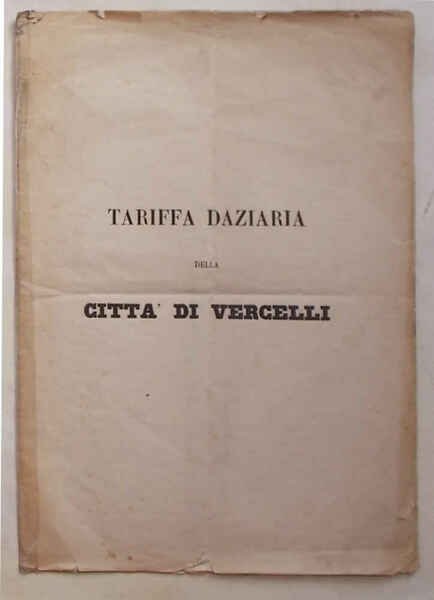 TARIFFA DAZIARIA
DELLA
CITTA' DI VERCELLI